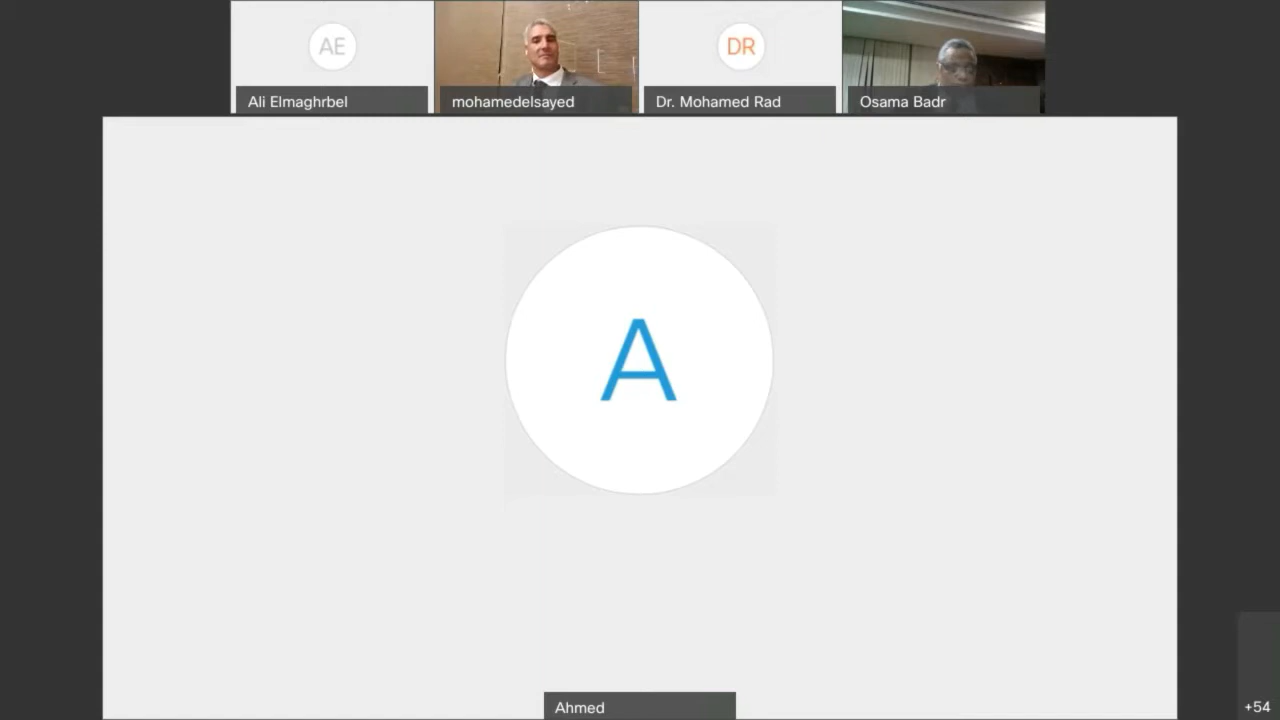 AE
DR
Ali Elmaghrbel
mohamedelsayed
Dr. Mohamed Rad
Osama Badr
A
Ahmed
+54